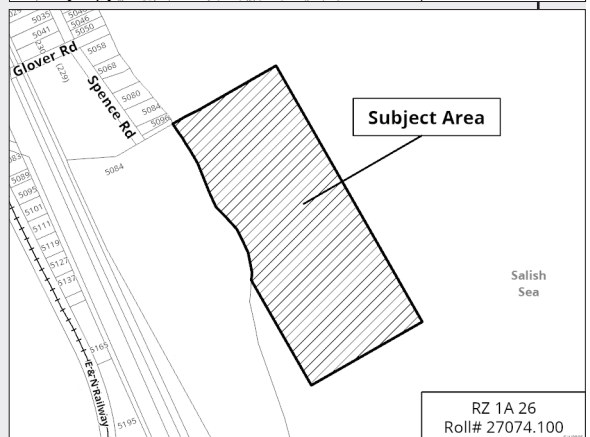 5035
5041
5046
5050
5058
5068
5080
5084
5096
Glover Rd
(229)
Spence Rd
Subject Area
5084
5089
5095
5101
5111
5119
5127
5137
5165
5195
E & N Railway
Salish
Sea
RZ 1A 26
Roll# 27074.100